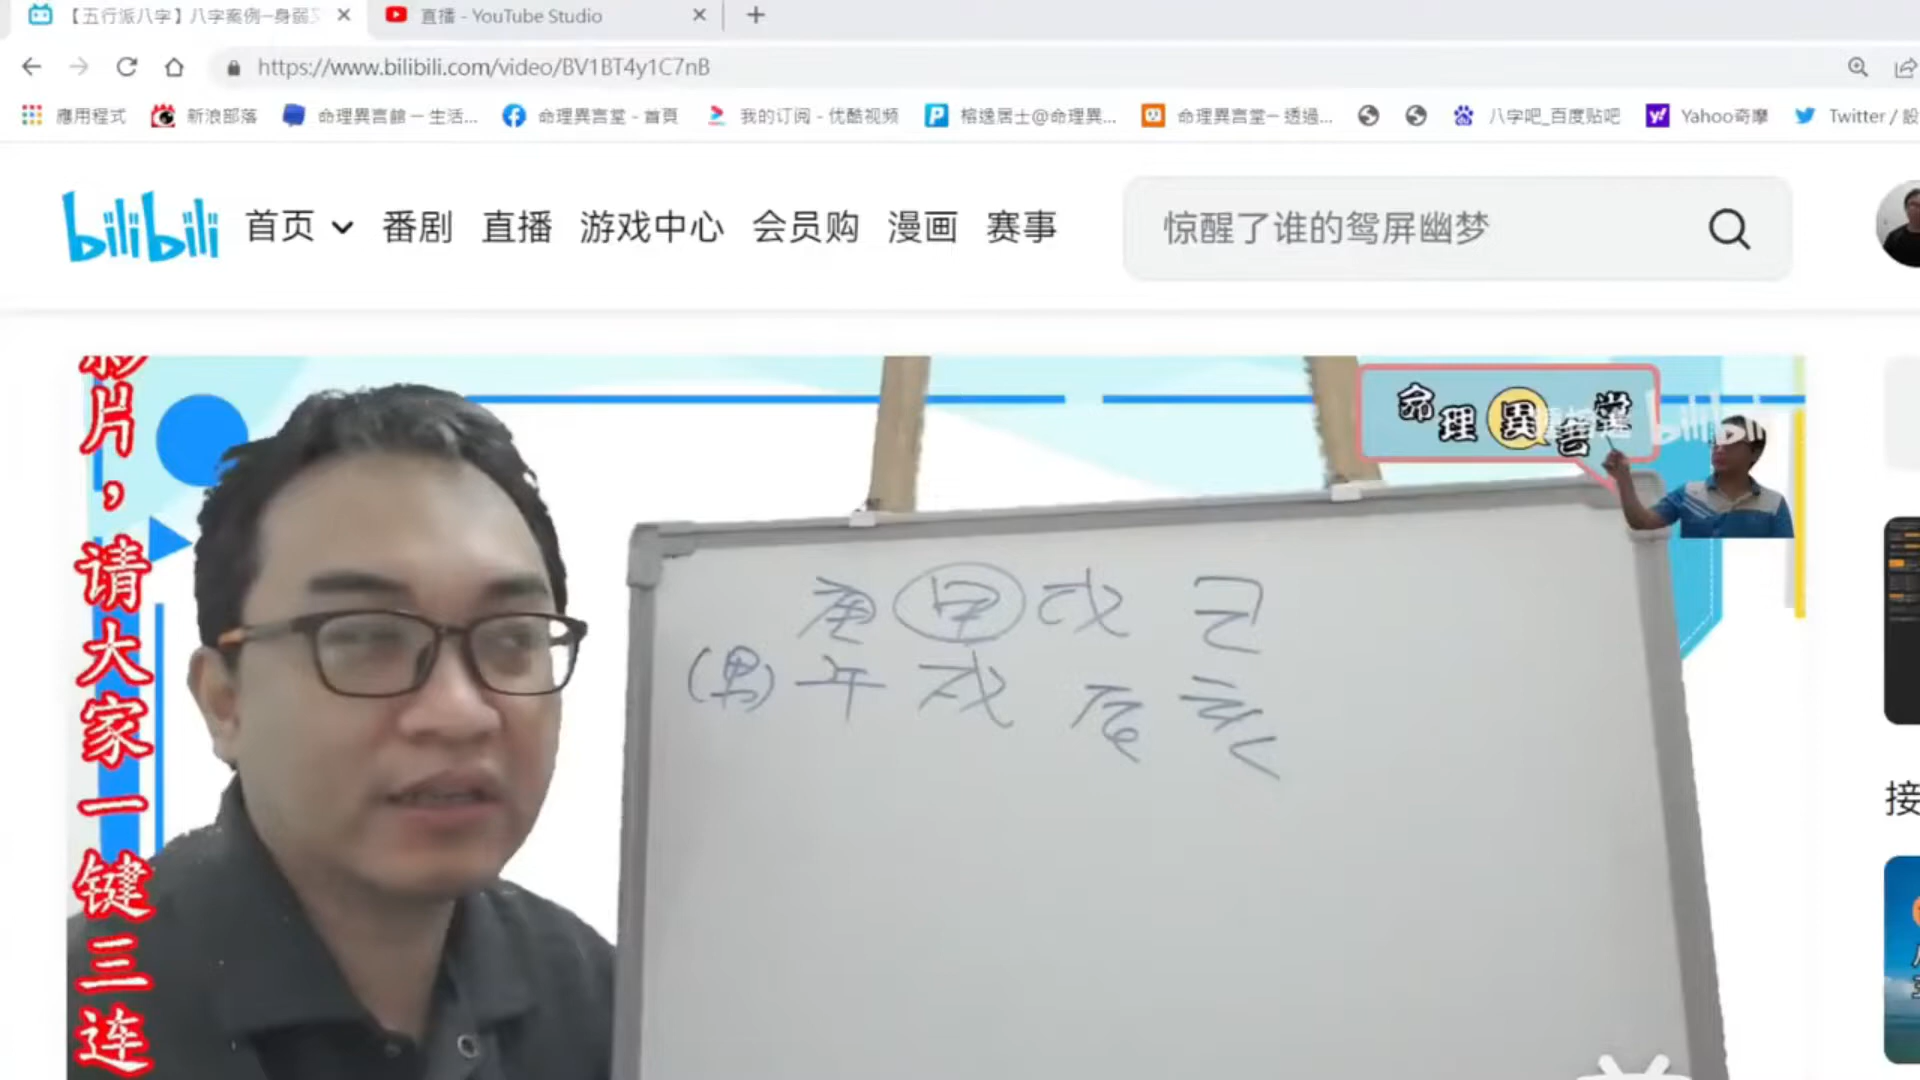 【五行派八字】八字案例—身弱
直播 - YouTube Studio
https://www.bilibili.com/video/BV1BT4y1C7nB
應用程式 新浪部落 命理異言館 — 生活... 命理異言堂 - 首頁 我的订阅 - 优酷视频 榕逸居士@命理異... 命理異言堂— 透過... 八字吧_百度贴吧 Yahoo奇摩 Twitter / 設
bilibili 首页 番剧 直播 游戏中心 会员购 漫画 赛事 惊醒了谁的鸳屏幽梦
影片，请大家一键三连
命理異言堂
bilibili
庚 甲 戊 己
(男) 午 戌 辰 亥
接